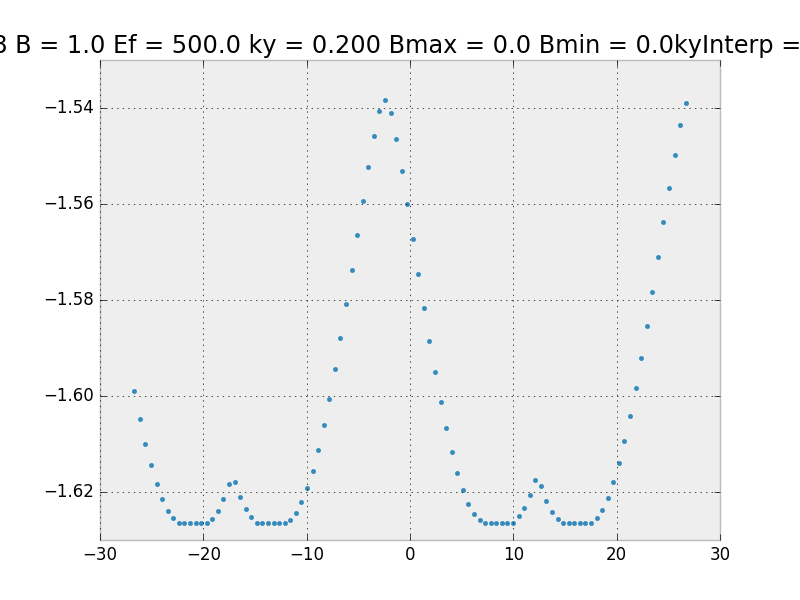 3 B = 1.0 Ef = 500.0 ky = 0.200 Bmax = 0.0 Bmin = 0.0kyInterp =
−1.54
−1.56
−1.58
−1.60
−1.62
−30 −20 −10 0 10 20 30